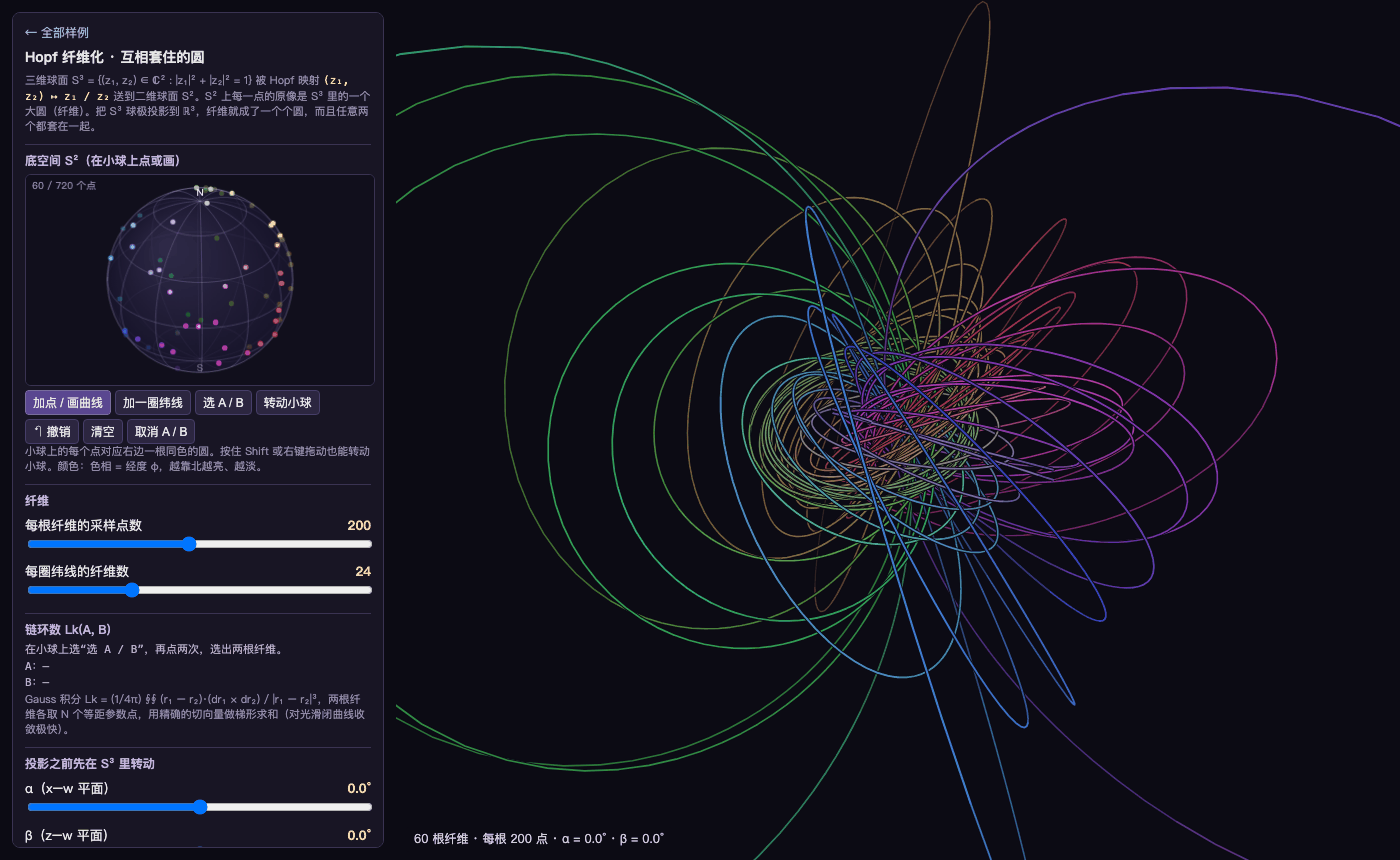 ← 全部样例
Hopf 纤维化 · 互相套住的圆
三维球面 S³ = {(z₁, z₂) ∈ ℂ² : |z₁|² + |z₂|² = 1} 被 Hopf 映射 (z₁,
z₂) ↦ z₁ / z₂ 送到二维球面 S²。S² 上每一点的原像是 S³ 里的一个
大圆（纤维）。把 S³ 球极投影到 ℝ³，纤维就成了一个个圆，而且任意两
个都套在一起。
底空间 S²（在小球上点或画）
60 / 720 个点
N
S
加点 / 画曲线 加一圈纬线 选 A / B 转动小球
↰ 撤销 清空 取消 A / B
小球上的每个点对应右边一根同色的圆。按住 Shift 或右键拖动也能转动
小球。颜色：色相 = 经度 ϕ，越靠北越亮、越淡。
纤维
每根纤维的采样点数 200
每圈纬线的纤维数 24
链环数 Lk(A, B)
在小球上选“选 A / B”，再点两次，选出两根纤维。
A: —
B: —
Gauss 积分 Lk = (1/4π) ∮∮ (r₁ − r₂)·(dr₁ × dr₂) / |r₁ − r₂|³，两根纤
维各取 N 个等距参数点，用精确的切向量做梯形求和（对光滑闭曲线收
敛极快）。
投影之前先在 S³ 里转动
α（x—w 平面） 0.0°
β（z—w 平面） 0.0°
60 根纤维 · 每根 200 点 · α = 0.0° · β = 0.0°